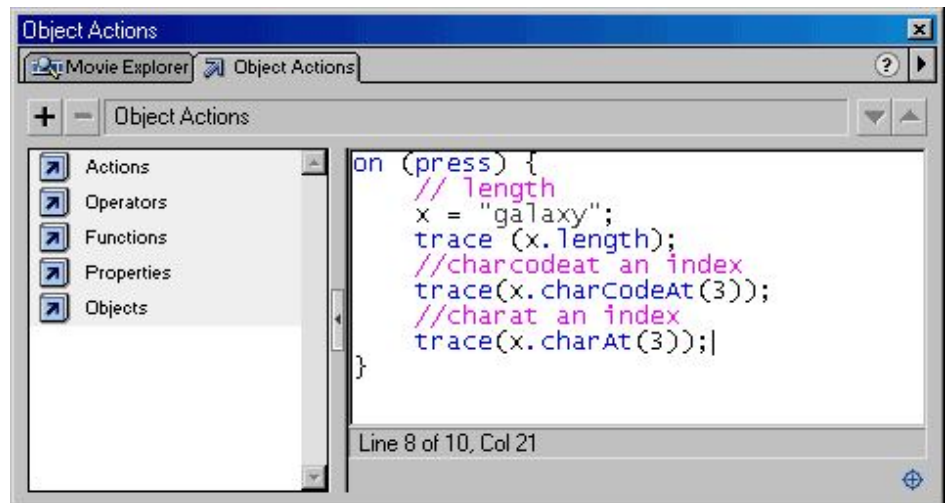 Object Actions
Movie Explorer Object Actions
Object Actions
Actions
Operators
Functions
Properties
Objects
on (press) {
// length
x = "galaxy";
trace (x.length);
//charcodeat an index
trace(x.charCodeAt(3));
//charat an index
trace(x.charAt(3));
}
Line 8 of 10, Col 21